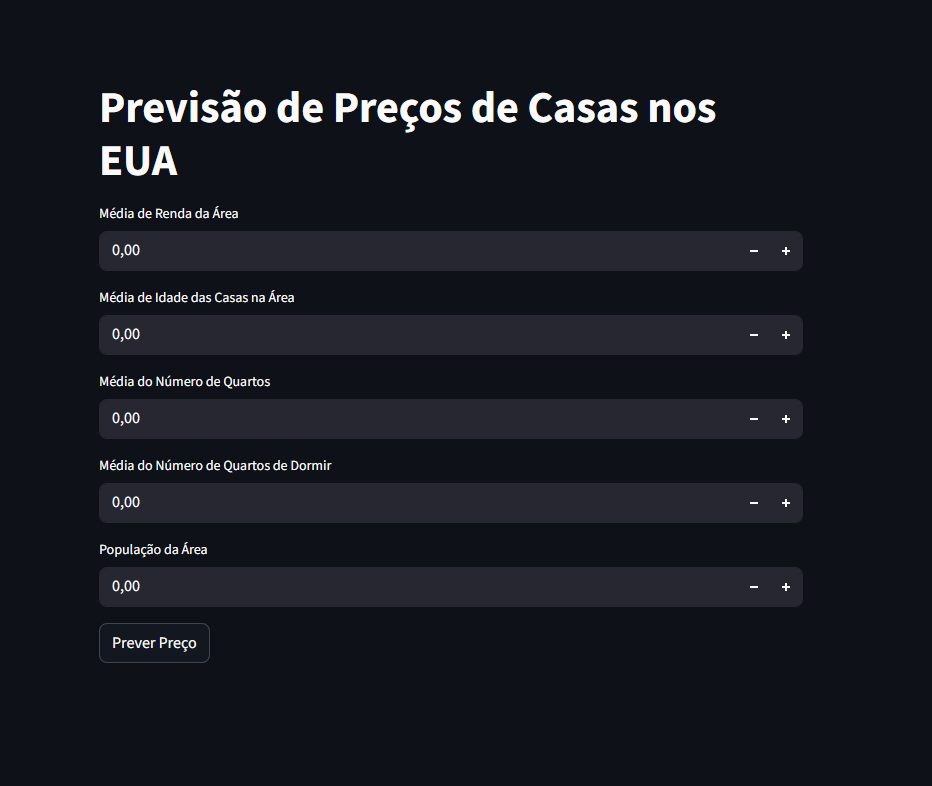 Previsão de Preços de Casas nos
EUA
Média de Renda da Área
0,00
Média de Idade das Casas na Área
0,00
Média do Número de Quartos
0,00
Média do Número de Quartos de Dormir
0,00
População da Área
0,00
Prever Preço